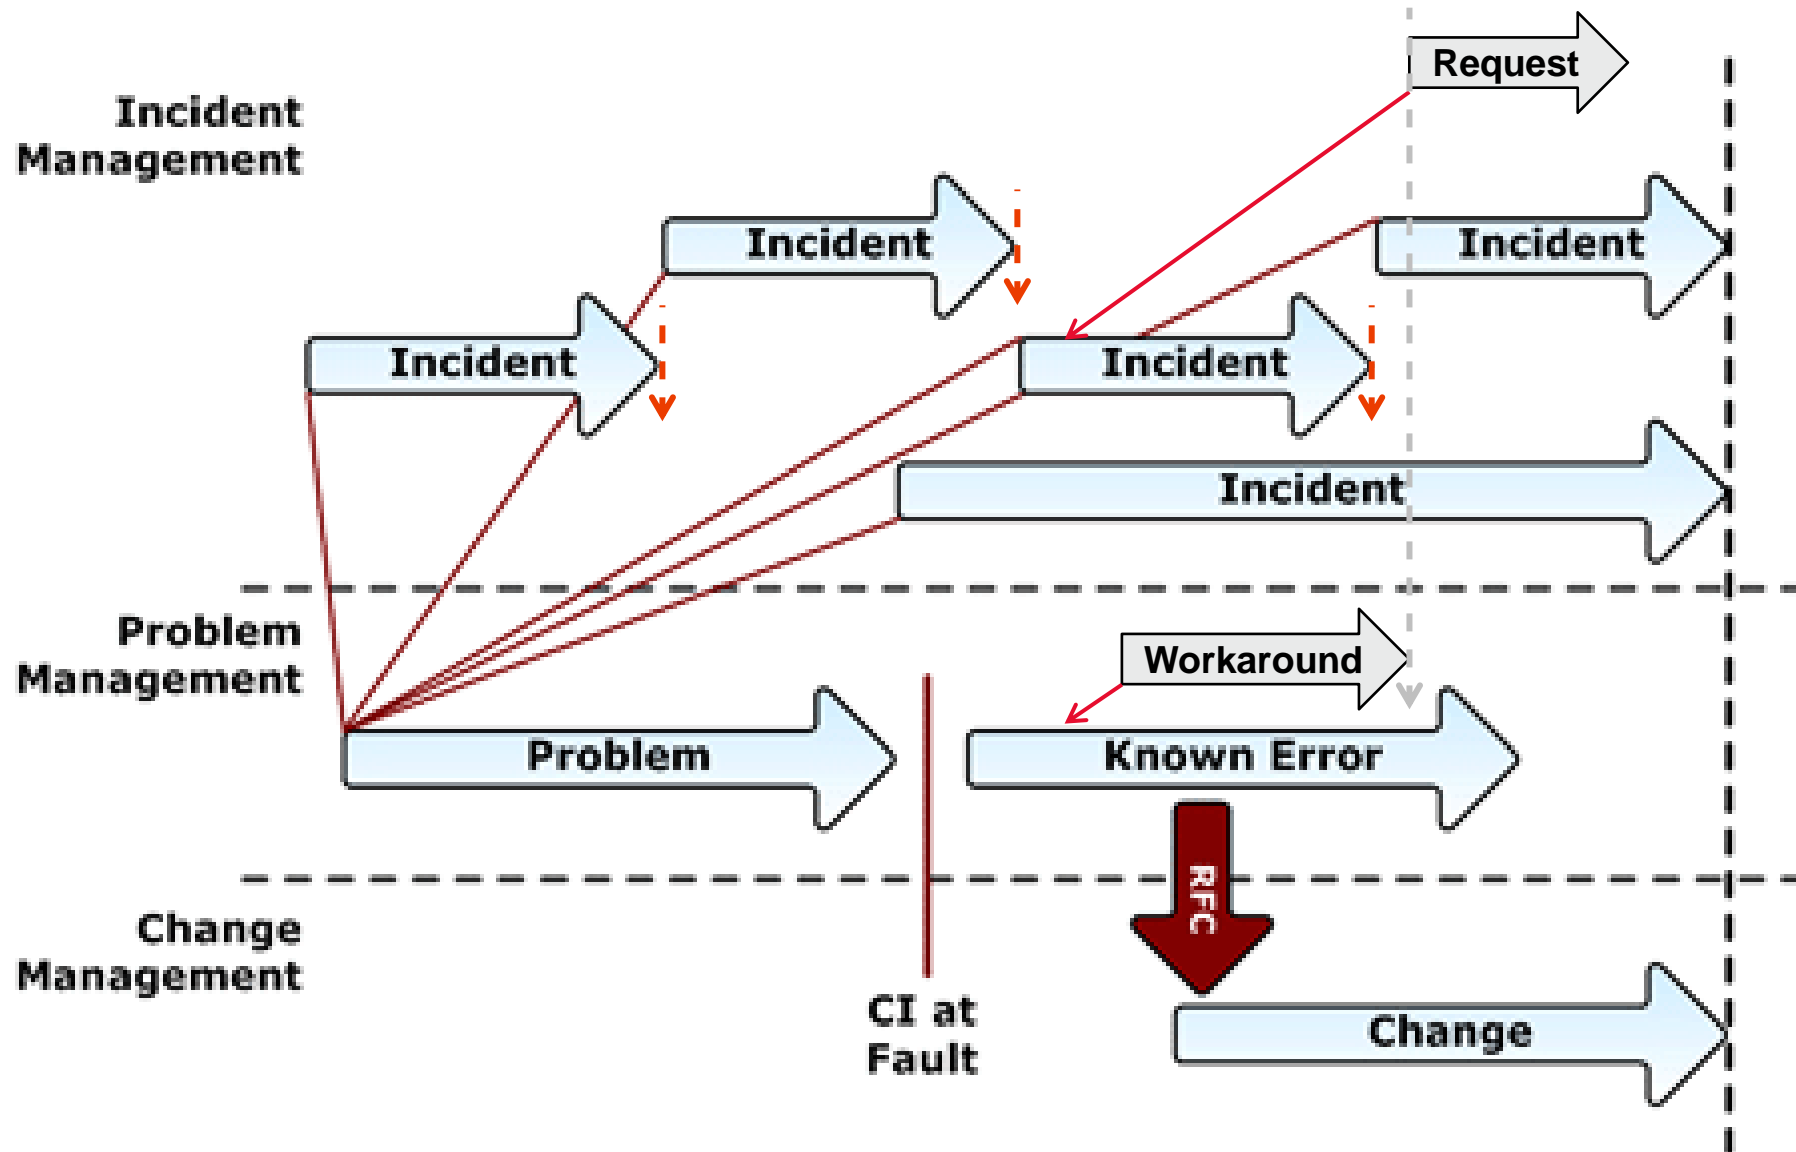 Request
Incident
Management
Incident
Incident
Incident
Incident
Incident
Problem
Management
Workaround
Problem
Known Error
RFC
Change
Management
CI at
Fault
Change